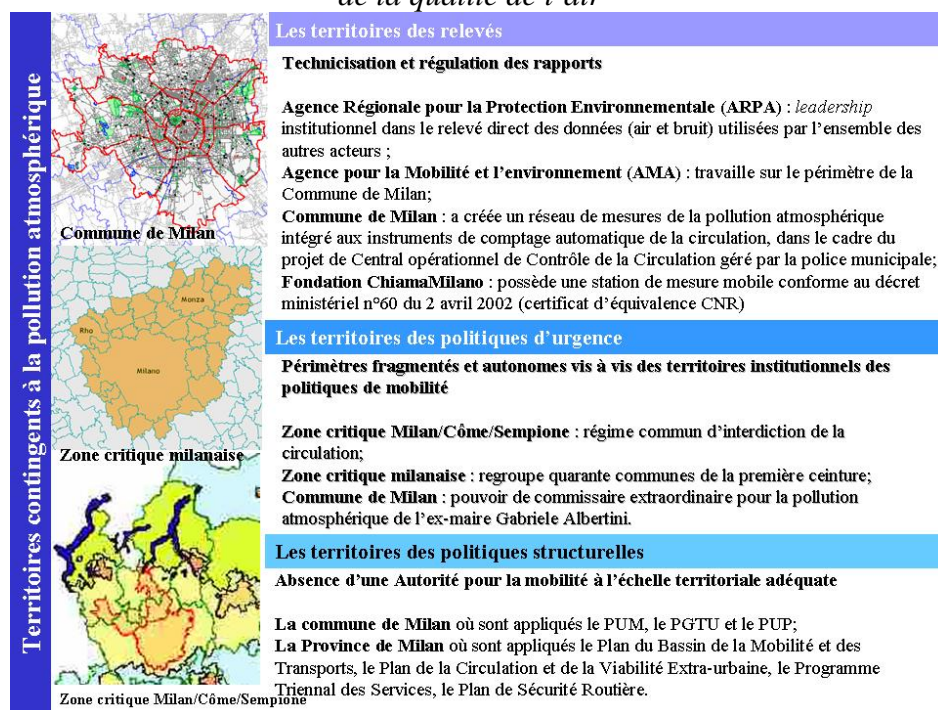 de la qualité de l'air
Territoires contingents à la pollution atmosphérique
Commune de Milan
Monza
Rho
Milano
Zone critique milanaise
Zone critique Milan/Côme/Sempione
Les territoires des relevés
Technicisation et régulation des rapports
Agence Régionale pour la Protection Environnementale (ARPA) : leadership
institutionnel dans le relevé direct des données (air et bruit) utilisées par l'ensemble des
autres acteurs ;
Agence pour la Mobilité et l'environnement (AMA) : travaille sur le périmètre de la
Commune de Milan;
Commune de Milan : a créée un réseau de mesures de la pollution atmosphérique
intégré aux instruments de comptage automatique de la circulation, dans le cadre du
projet de Central opérationnel de Contrôle de la Circulation géré par la police municipale;
Fondation ChiamaMilano : possède une station de mesure mobile conforme au décret
ministériel n°60 du 2 avril 2002 (certificat d'équivalence CNR)
Les territoires des politiques d'urgence
Périmètres fragmentés et autonomes vis à vis des territoires institutionnels des
politiques de mobilité
Zone critique Milan/Côme/Sempione : régime commun d'interdiction de la
circulation;
Zone critique milanaise : regroupe quarante communes de la première ceinture;
Commune de Milan : pouvoir de commissaire extraordinaire pour la pollution
atmosphérique de l'ex-maire Gabriele Albertini.
Les territoires des politiques structurelles
Absence d'une Autorité pour la mobilité à l'échelle territoriale adéquate
La commune de Milan où sont appliqués le PUM, le PGTU et le PUP;
La Province de Milan où sont appliqués le Plan du Bassin de la Mobilité et des
Transports, le Plan de la Circulation et de la Viabilité Extra-urbaine, le Programme
Triennal des Services, le Plan de Sécurité Routière.